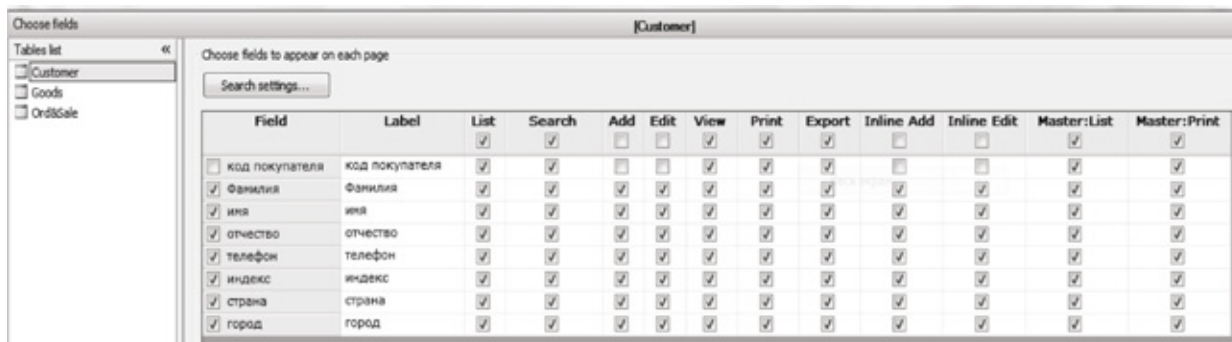 Choose fields
[Customer]
Tables list «
Customer
Goods
Ord&Sale
Choose fields to appear on each page
Search settings...
Field Label List Search Add Edit View Print Export Inline Add Inline Edit Master:List Master:Print
код покупателя код покупателя
Фамилия Фамилия
имя имя
отчество отчество
телефон телефон
индекс индекс
страна страна
город город